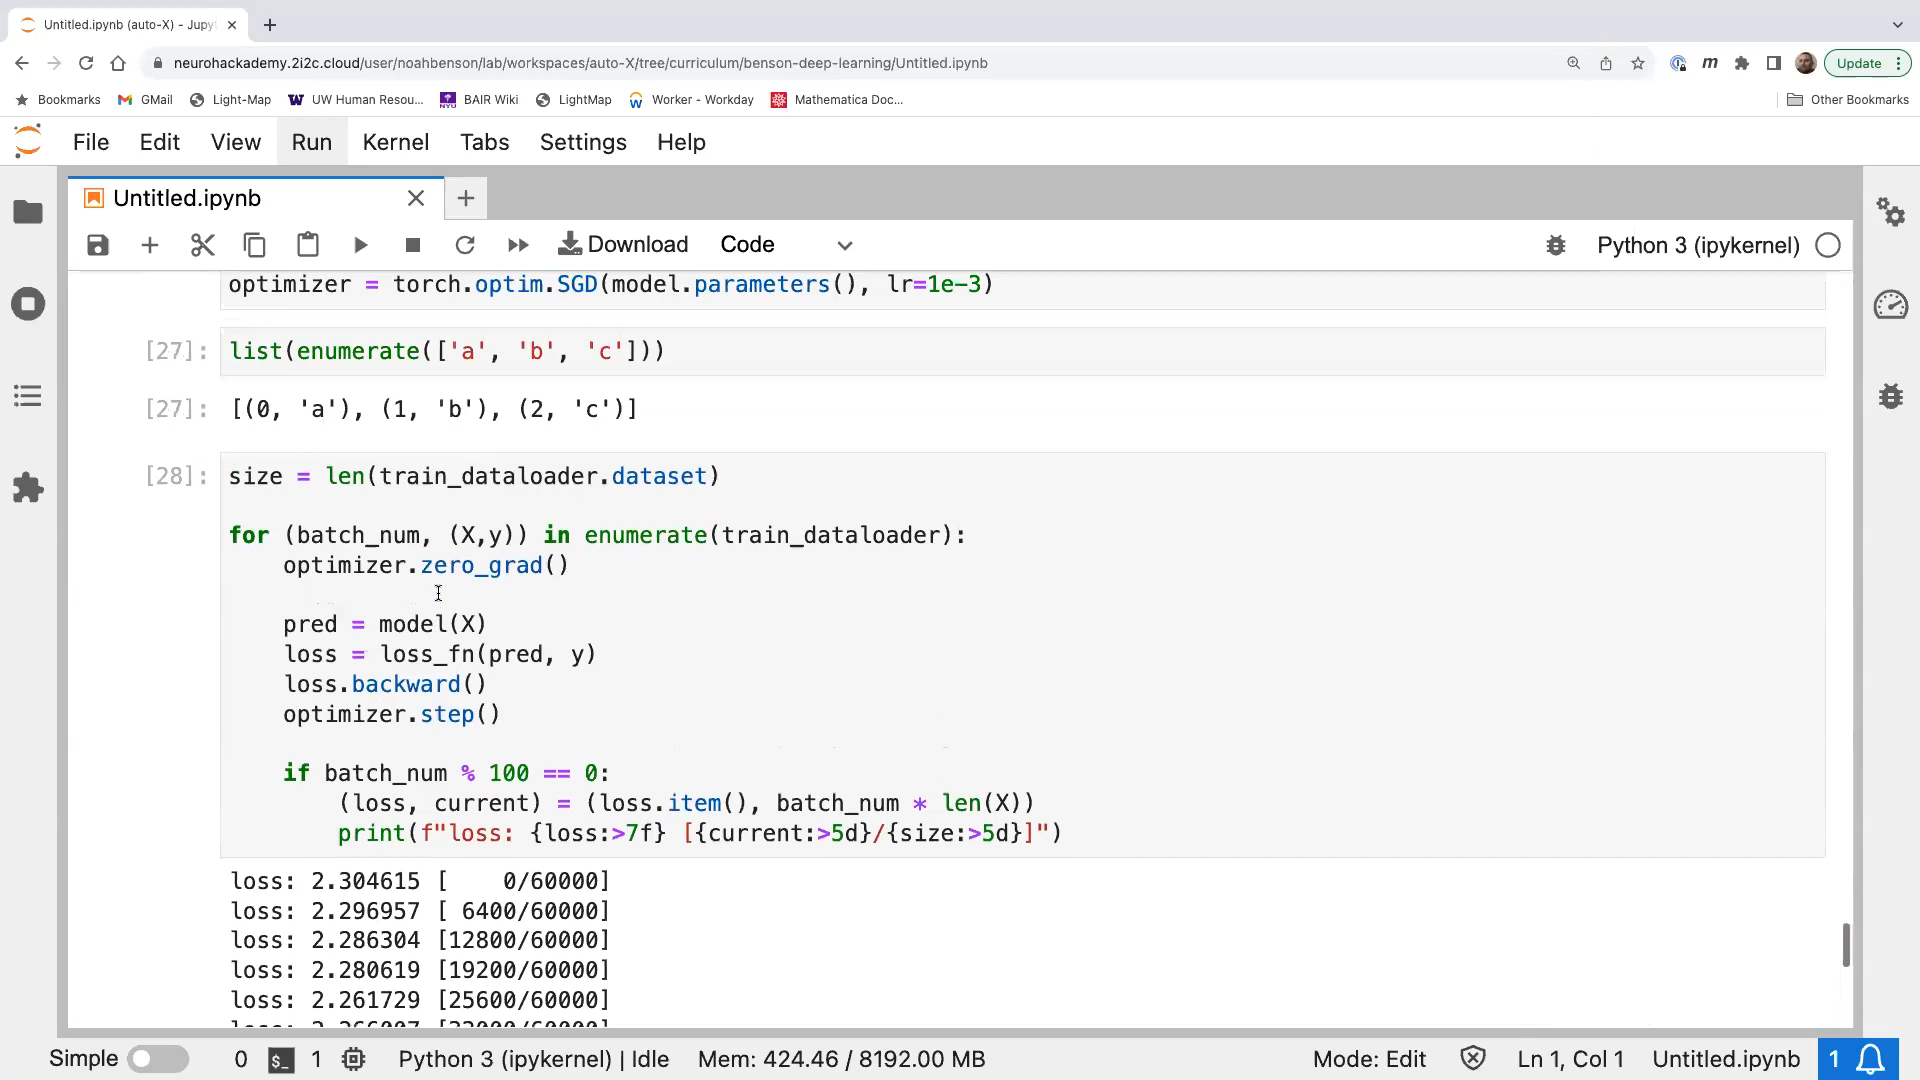 Untitled.ipynb (auto-X) - Jupy
neurohackademy.2i2c.cloud/user/noahbenson/lab/workspaces/auto-X/tree/curriculum/benson-deep-learning/Untitled.ipynb
Update
Bookmarks GMail Light-Map UW Human Resou... BAIR Wiki LightMap Worker - Workday Mathematica Doc... Other Bookmarks
File Edit View Run Kernel Tabs Settings Help
Untitled.ipynb
Download Code Python 3 (ipykernel)
optimizer = torch.optim.SGD(model.parameters(), lr=1e-3)
[27]: list(enumerate(['a', 'b', 'c']))
[27]: [(0, 'a'), (1, 'b'), (2, 'c')]
[28]: size = len(train_dataloader.dataset)
for (batch_num, (X,y)) in enumerate(train_dataloader):
optimizer.zero_grad()
pred = model(X)
loss = loss_fn(pred, y)
loss.backward()
optimizer.step()
if batch_num % 100 == 0:
(loss, current) = (loss.item(), batch_num * len(X))
print(f"loss: {loss:>7f} [{current:>5d}/{size:>5d}]")
loss: 2.304615 [    0/60000]
loss: 2.296957 [ 6400/60000]
loss: 2.286304 [12800/60000]
loss: 2.280619 [19200/60000]
loss: 2.261729 [25600/60000]
Simple 0 1 Python 3 (ipykernel) | Idle Mem: 424.46 / 8192.00 MB Mode: Edit Ln 1, Col 1 Untitled.ipynb 1